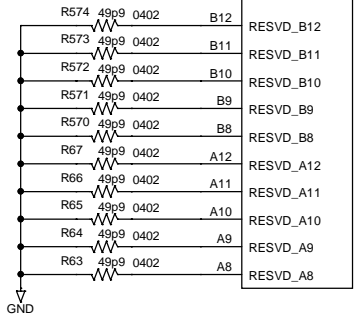 R574 49p9 0402 B12 RESVD_B12
R573 49p9 0402 B11 RESVD_B11
R572 49p9 0402 B10 RESVD_B10
R571 49p9 0402 B9 RESVD_B9
R570 49p9 0402 B8 RESVD_B8
R67 49p9 0402 A12 RESVD_A12
R66 49p9 0402 A11 RESVD_A11
R65 49p9 0402 A10 RESVD_A10
R64 49p9 0402 A9 RESVD_A9
R63 49p9 0402 A8 RESVD_A8
GND